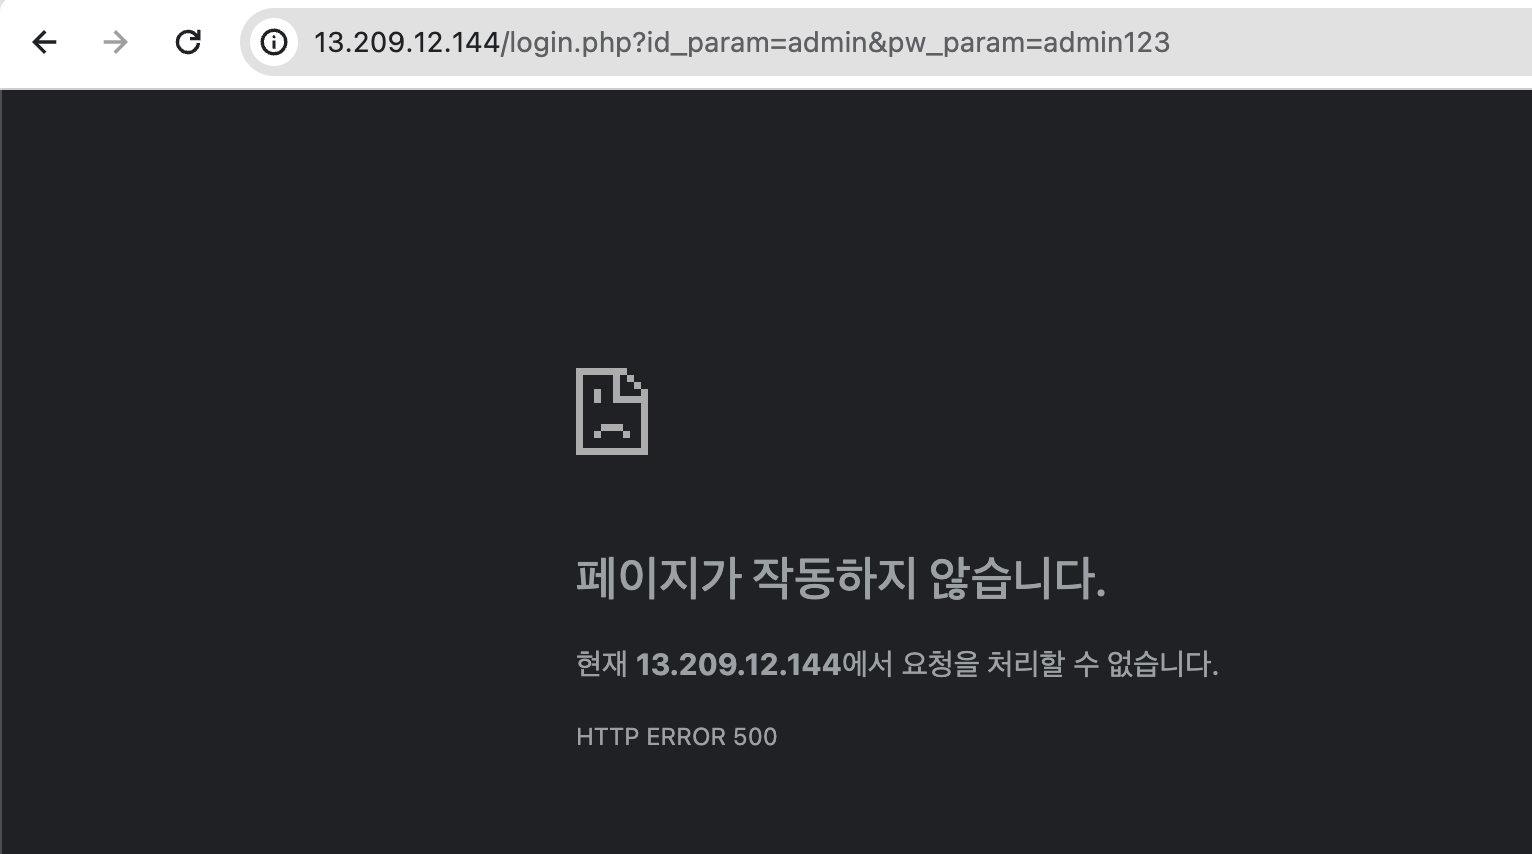 13.209.12.144/login.php?id_param=admin&pw_param=admin123
페이지가 작동하지 않습니다.
현재 13.209.12.144에서 요청을 처리할 수 없습니다.
HTTP ERROR 500